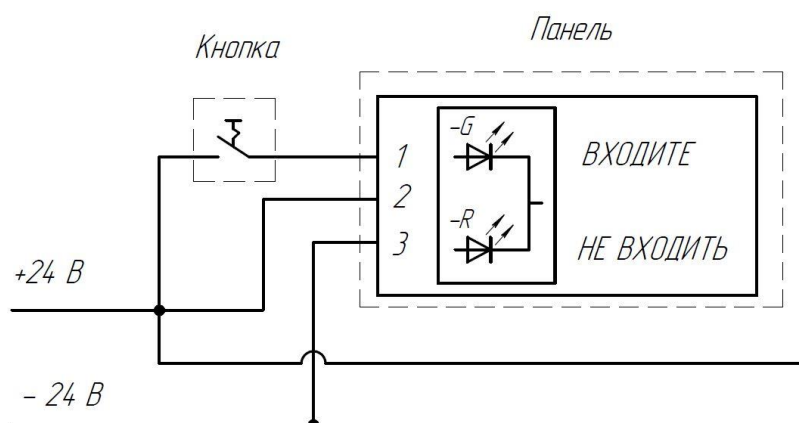 Панель
Кнопка
1
-G
ВХОДИТЕ
2
-R
3
НЕ ВХОДИТЬ
+24 В
- 24 В